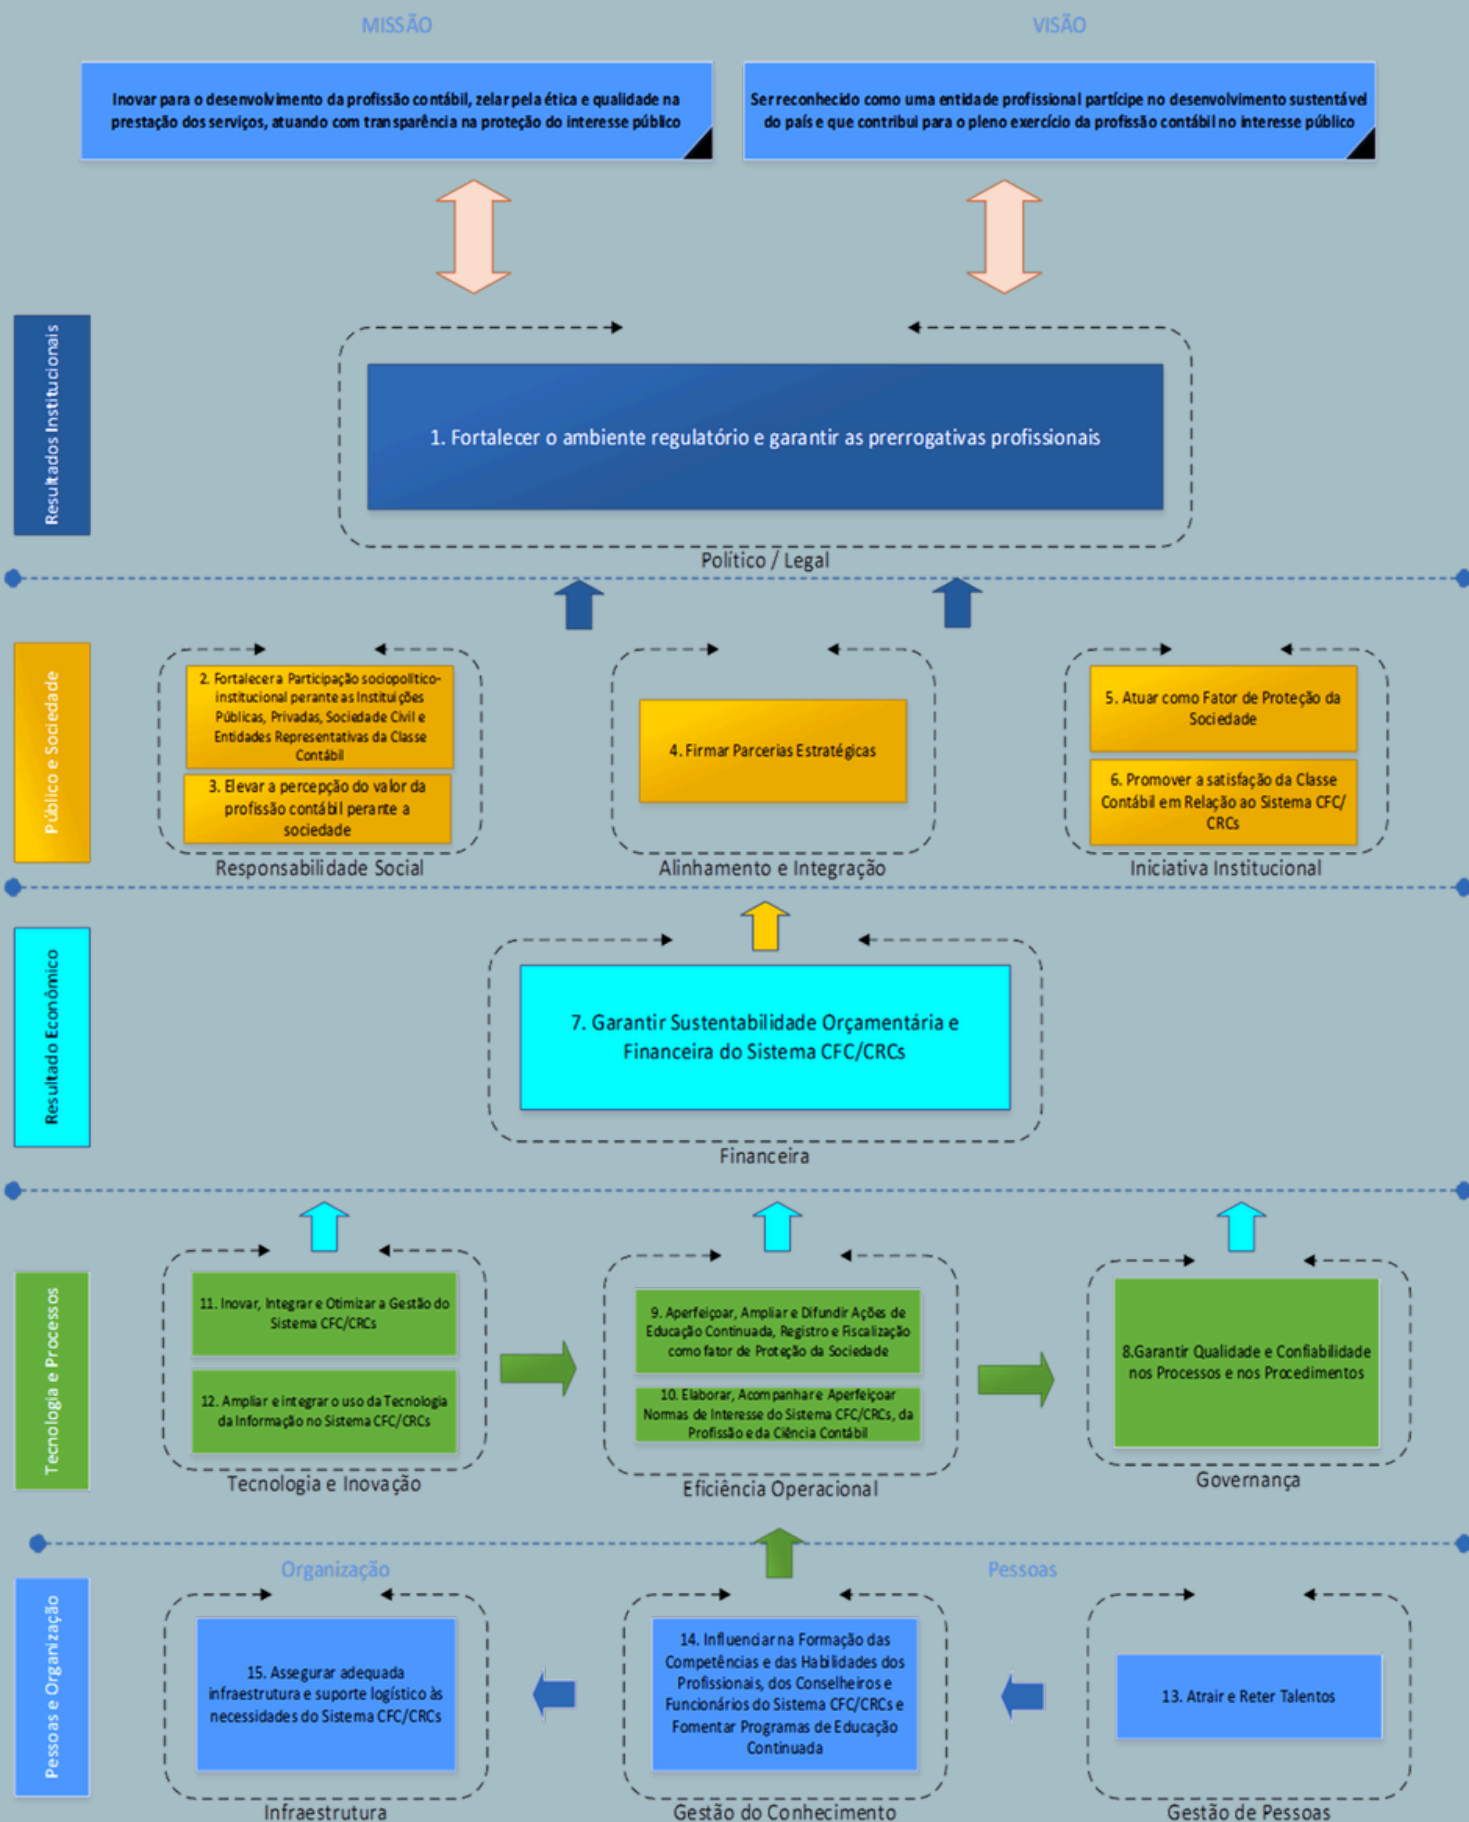 MISSÃO
VISÃO
Inovar para o desenvolvimento da profissão contábil, zelar pela ética e qualidade na
prestação dos serviços, atuando com transparência na proteção do interesse público
Ser reconhecido como uma entidade profissional partícipe no desenvolvimento sustentável
do país e que contribui para o pleno exercício da profissão contábil no interesse público
Resultados Institucionais
1. Fortalecer o ambiente regulatório e garantir as prerrogativas profissionais
Político / Legal
Público e Sociedade
2. Fortalecer a Participação sociopolítico-
institucional perante as Instituições
Públicas, Privadas, Sociedade Civil e
Entidades Representativas da Classe
Contábil
3. Elevar a percepção do valor da
profissão contábil perante a
sociedade
Responsabilidade Social
4. Firmar Parcerias Estratégicas
Alinhamento e Integração
5. Atuar como Fator de Proteção da
Sociedade
6. Promover a satisfação da Classe
Contábil em Relação ao Sistema CFC/
CRCs
Iniciativa Institucional
Resultado Econômico
7. Garantir Sustentabilidade Orçamentária e
Financeira do Sistema CFC/CRCs
Financeira
Tecnologia e Processos
11. Inovar, Integrar e Otimizar a Gestão do
Sistema CFC/CRCs
12. Ampliar e integrar o uso da Tecnologia
da Informação no Sistema CFC/CRCs
Tecnologia e Inovação
9. Aperfeiçoar, Ampliar e Difundir Ações de
Educação Continuada, Registro e Fiscalização
como fator de Proteção da Sociedade
10. Elaborar, Acompanhar e Aperfeiçoar
Normas de Interesse do Sistema CFC/CRCs, da
Profissão e da Ciência Contábil
Eficiência Operacional
8.Garantir Qualidade e Confiabilidade
nos Processos e nos Procedimentos
Governança
Pessoas e Organização
Organização
Pessoas
15. Assegurar adequada
infraestrutura e suporte logístico às
necessidades do Sistema CFC/CRCs
Infraestrutura
14. Influenciar na Formação das
Competências e das Habilidades dos
Profissionais, dos Conselheiros e
Funcionários do Sistema CFC/CRCs e
Fomentar Programas de Educação
Continuada
Gestão do Conhecimento
13. Atrair e Reter Talentos
Gestão de Pessoas